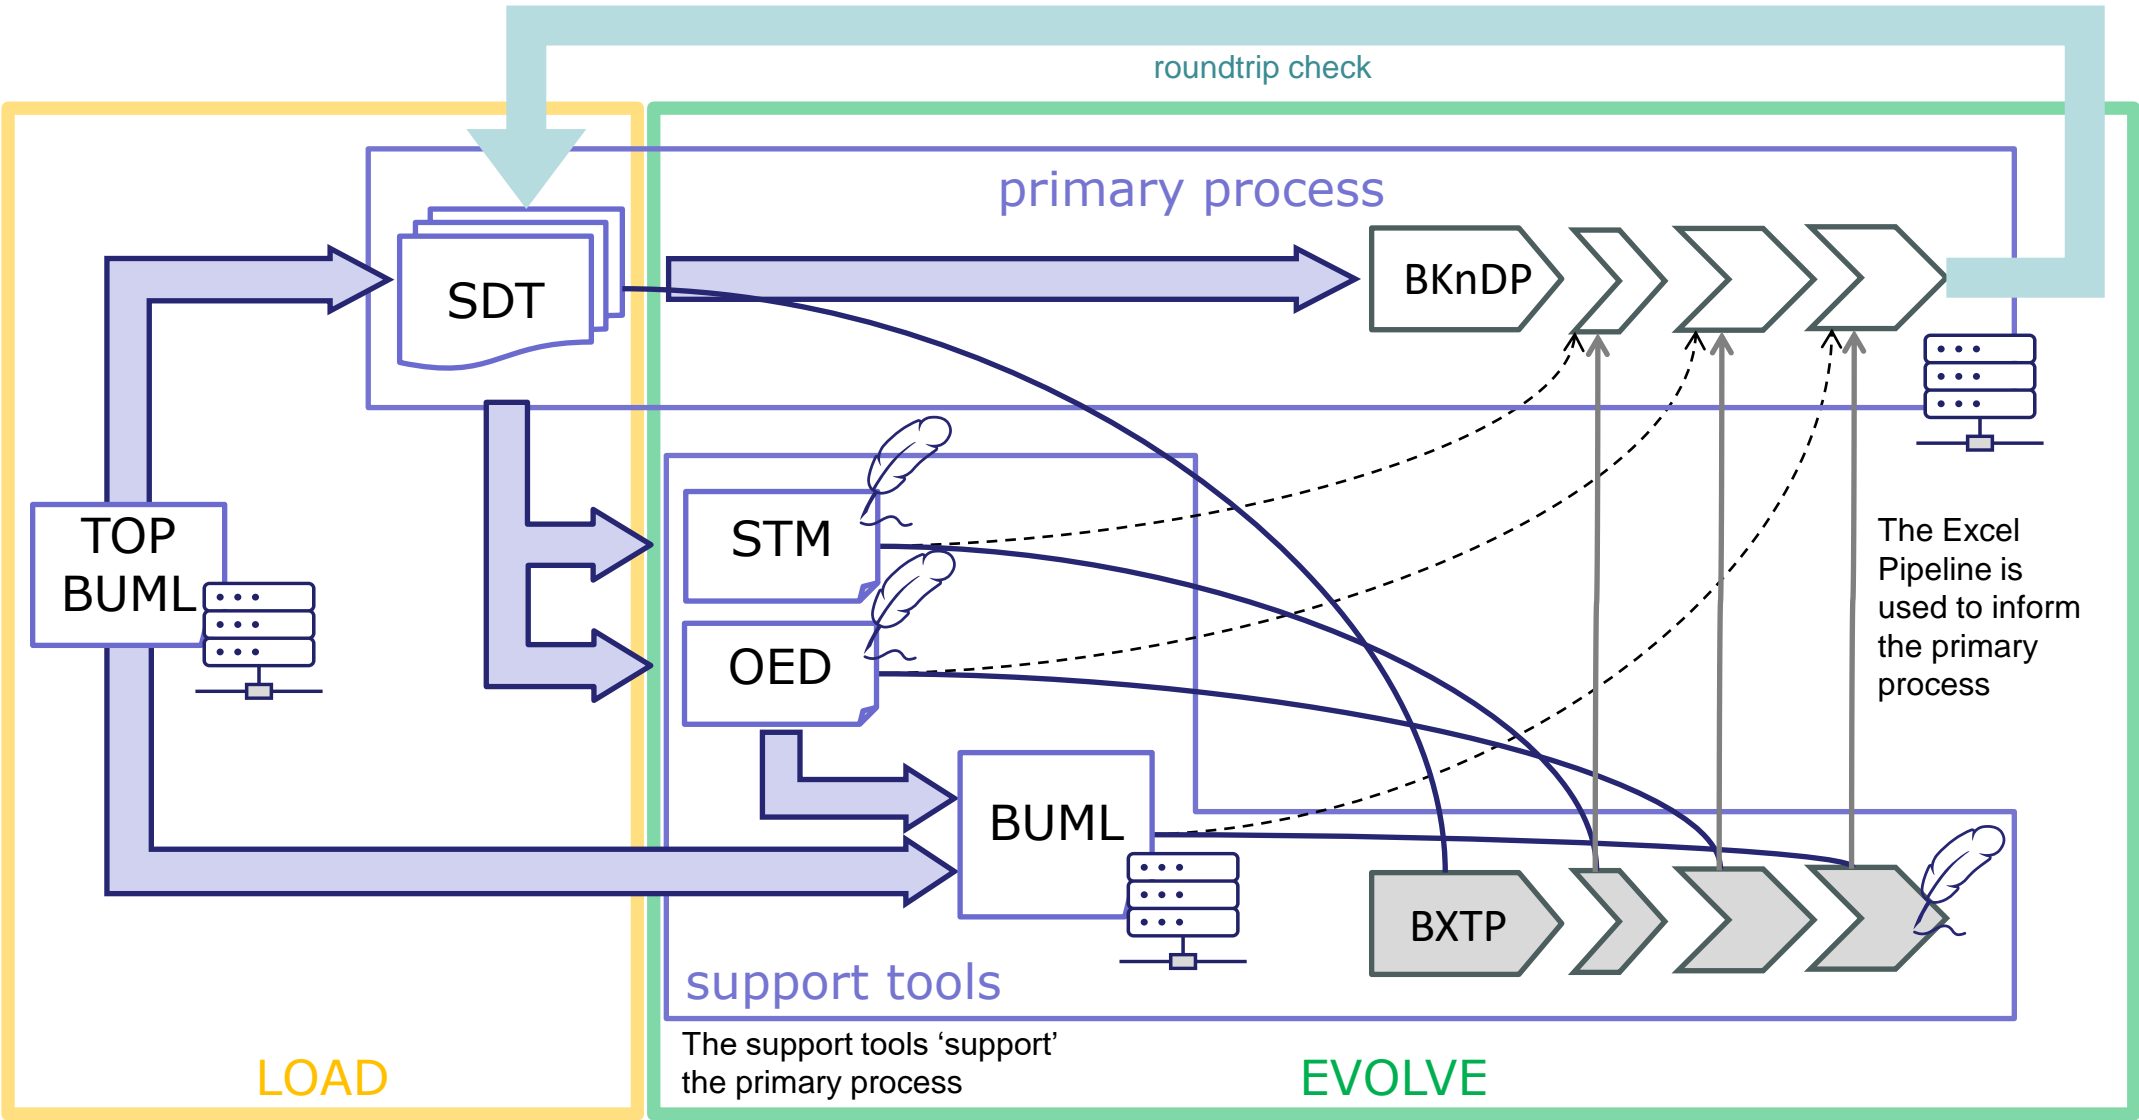 roundtrip check
primary process
SDT
BKnDP
STM
TOP
BUML
OED
The Excel
Pipeline is
used to inform
the primary
process
BUML
BXTP
support tools
The support tools ‘support’
the primary process
LOAD
EVOLVE